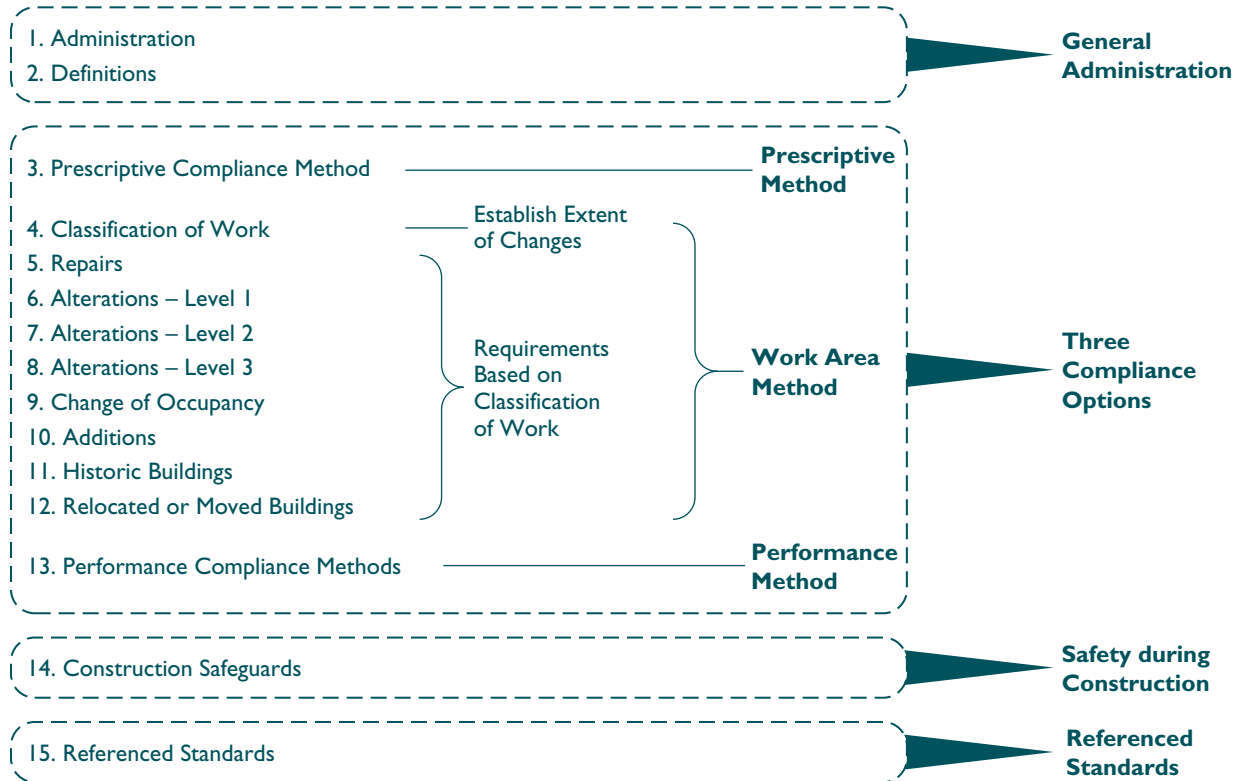 1. Administration
2. Definitions
General
Administration
3. Prescriptive Compliance Method
Prescriptive
Method
4. Classification of Work
Establish Extent
of Changes
5. Repairs
6. Alterations – Level 1
7. Alterations – Level 2
8. Alterations – Level 3
9. Change of Occupancy
10. Additions
11. Historic Buildings
12. Relocated or Moved Buildings
Requirements
Based on
Classification
of Work
Work Area
Method
13. Performance Compliance Methods
Performance
Method
Three
Compliance
Options
14. Construction Safeguards
Safety during
Construction
15. Referenced Standards
Referenced
Standards